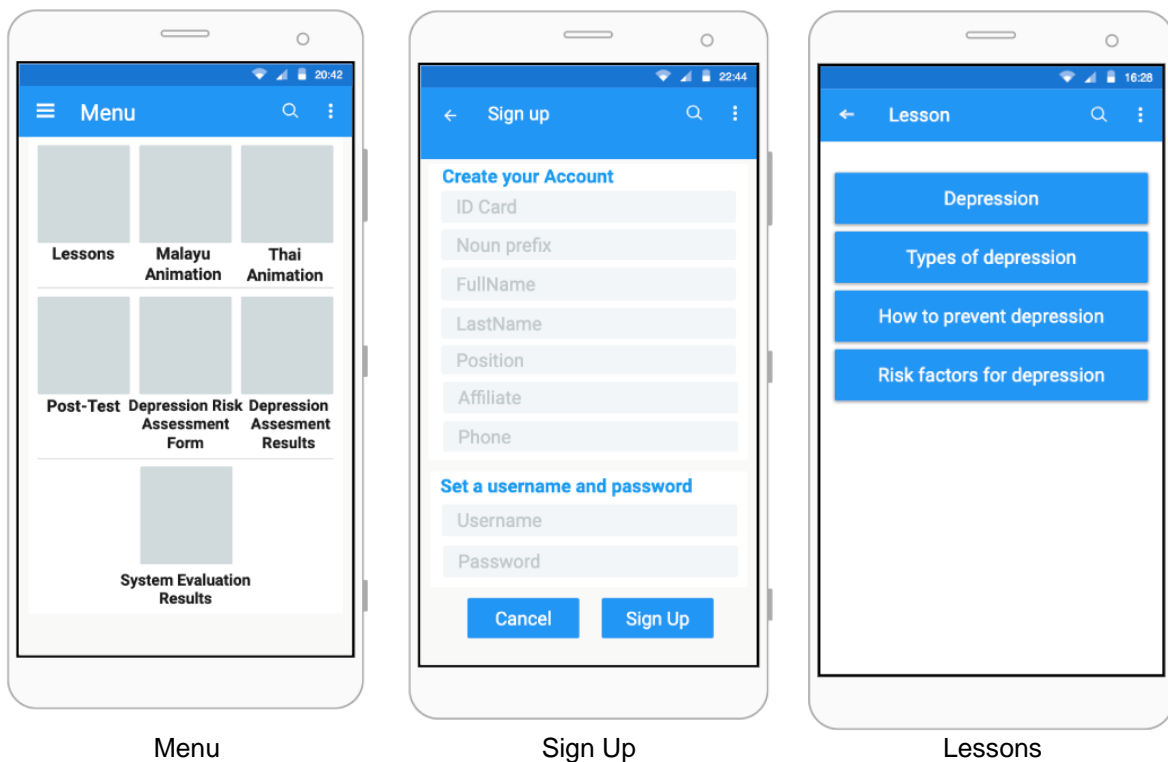 20:42
Menu
Lessons
Malayu
Animation
Thai
Animation
Post-Test
Depression Risk
Assessment
Form
Depression
Assesment
Results
System Evaluation
Results
Menu
22:44
Sign up
Create your Account
ID Card
Noun prefix
FullName
LastName
Position
Affiliate
Phone
Set a username and password
Username
Password
Cancel
Sign Up
Sign Up
16:28
Lesson
Depression
Types of depression
How to prevent depression
Risk factors for depression
Lessons